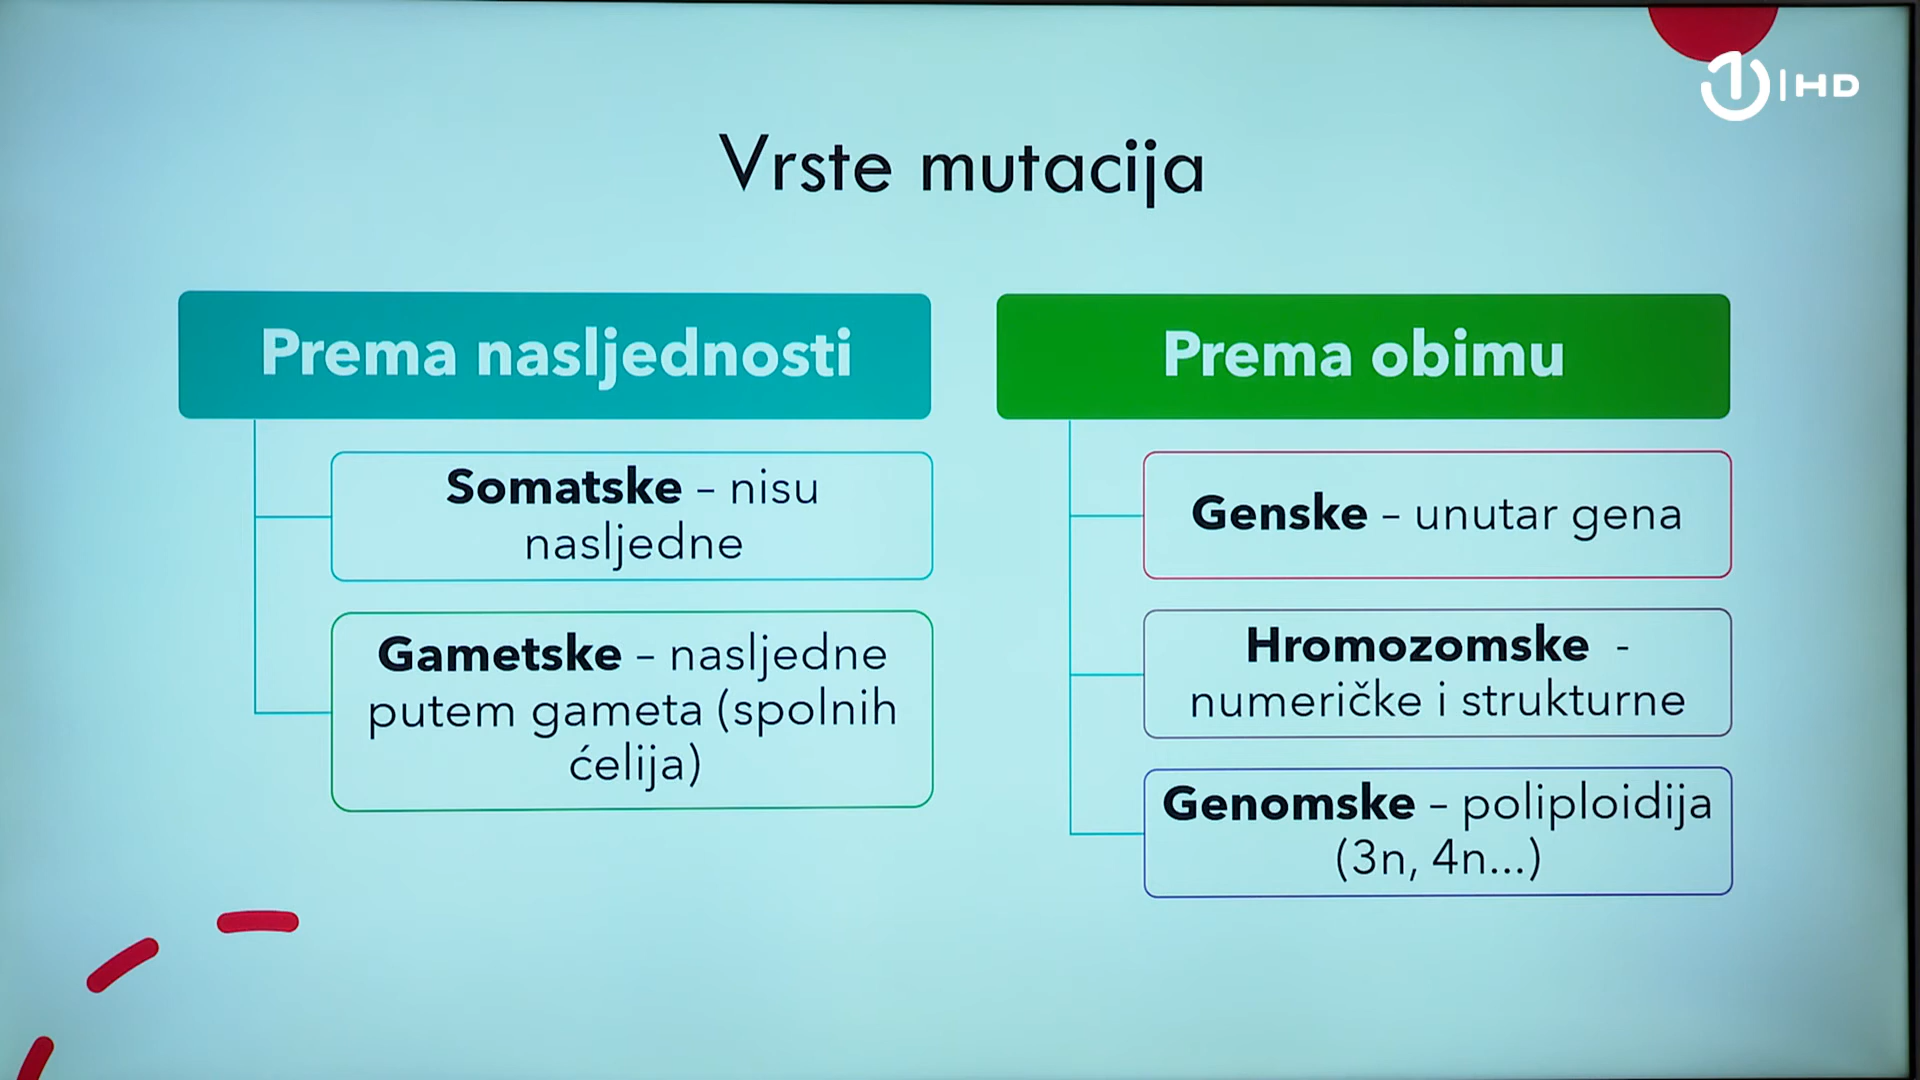 1 HD
Vrste mutacija
Prema nasljednosti
Somatske – nisu
nasljedne
Gametske – nasljedne
putem gameta (spolnih
ćelija)
Prema obimu
Genske – unutar gena
Hromozomske -
numeričke i strukturne
Genomske – poliploidija
(3n, 4n...)